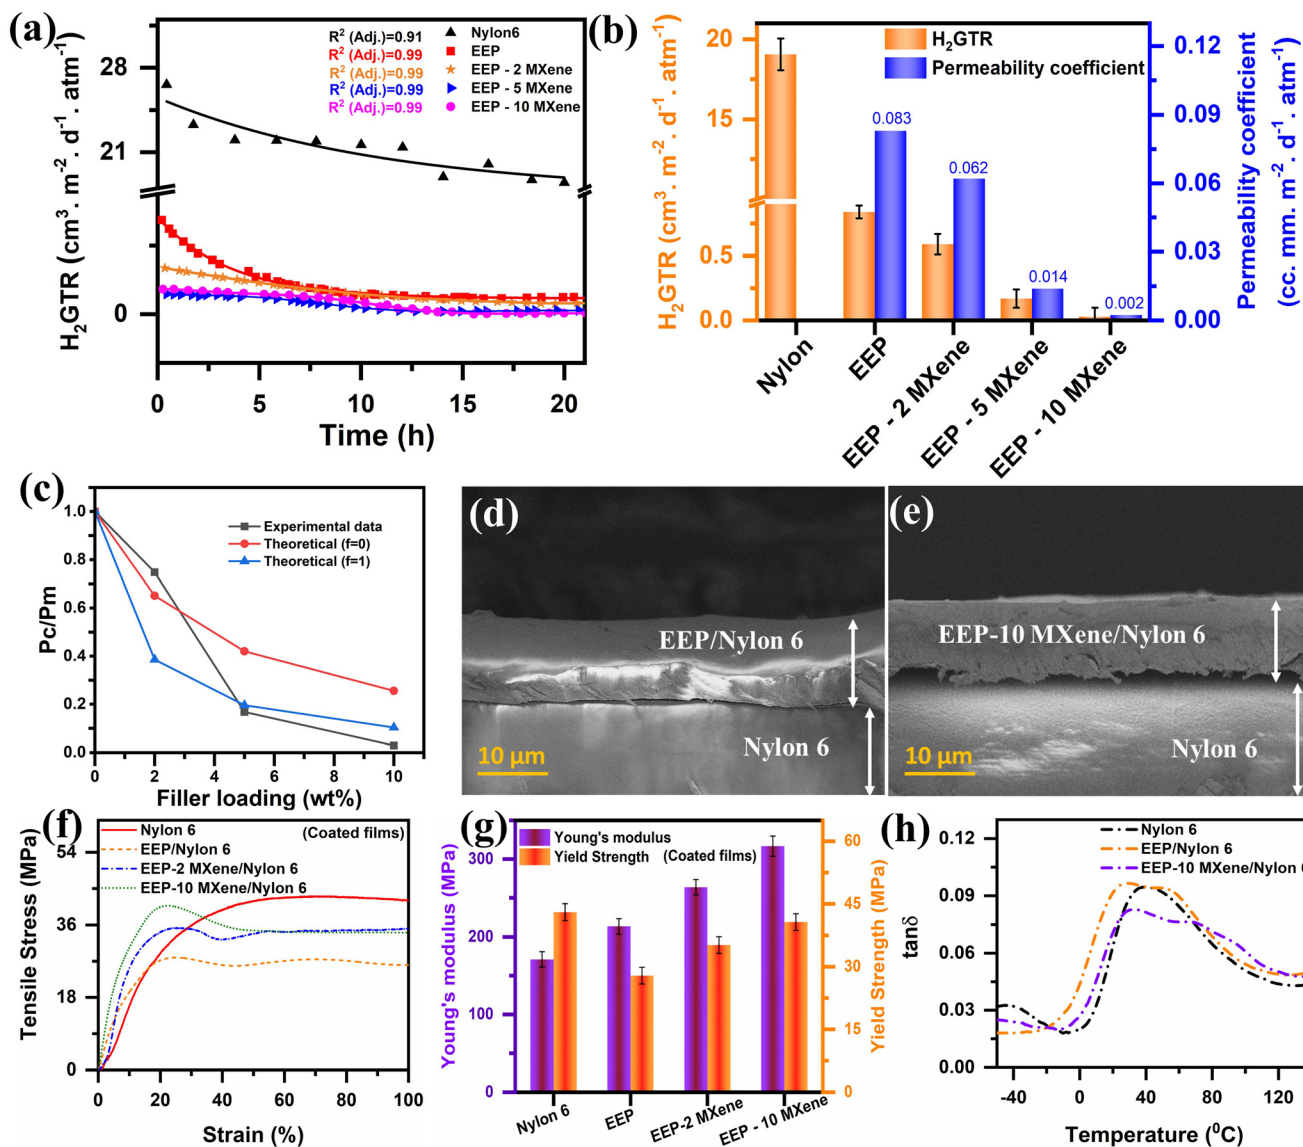 (a)
R² (Adj.)=0.91
Nylon6
R² (Adj.)=0.99
EEP
R² (Adj.)=0.99
EEP - 2 MXene
R² (Adj.)=0.99
EEP - 5 MXene
R² (Adj.)=0.99
EEP - 10 MXene
H₂GTR (cm³. m⁻². d⁻¹. atm⁻¹)
28
21
0
0
5
10
15
20
Time (h)
(b)
H₂GTR
Permeability coefficient
H₂GTR (cm³. m⁻². d⁻¹. atm⁻¹)
20
15
0.5
0.0
0.083
0.062
0.014
0.002
0.12
0.09
0.06
0.03
0.00
Permeability coefficient
(cc. mm. m⁻². d⁻¹. atm⁻¹)
Nylon
EEP
EEP - 2 MXene
EEP - 5 MXene
EEP - 10 MXene
(c)
Experimental data
Theoretical (f=0)
Theoretical (f=1)
Pc/Pm
1.0
0.8
0.6
0.4
0.2
0.0
0
2
4
6
8
10
Filler loading (wt%)
(d)
EEP/Nylon 6
Nylon 6
10 µm
(e)
EEP-10 MXene/Nylon 6
Nylon 6
10 µm
(f)
Nylon 6
(Coated films)
EEP/Nylon 6
EEP-2 MXene/Nylon 6
EEP-10 MXene/Nylon 6
Tensile Stress (MPa)
54
36
18
0
0
20
40
60
80
100
Strain (%)
(g)
Young's modulus
Yield Strength
(Coated films)
Young's modulus (MPa)
300
200
100
0
60
45
30
15
0
Yield Strength (MPa)
Nylon 6
EEP
EEP-2 MXene
EEP - 10 MXene
(h)
Nylon 6
EEP/Nylon 6
EEP-10 MXene/Nylon 6
tanδ
0.12
0.09
0.06
0.03
0.00
-40
0
40
80
120
Temperature (⁰C)